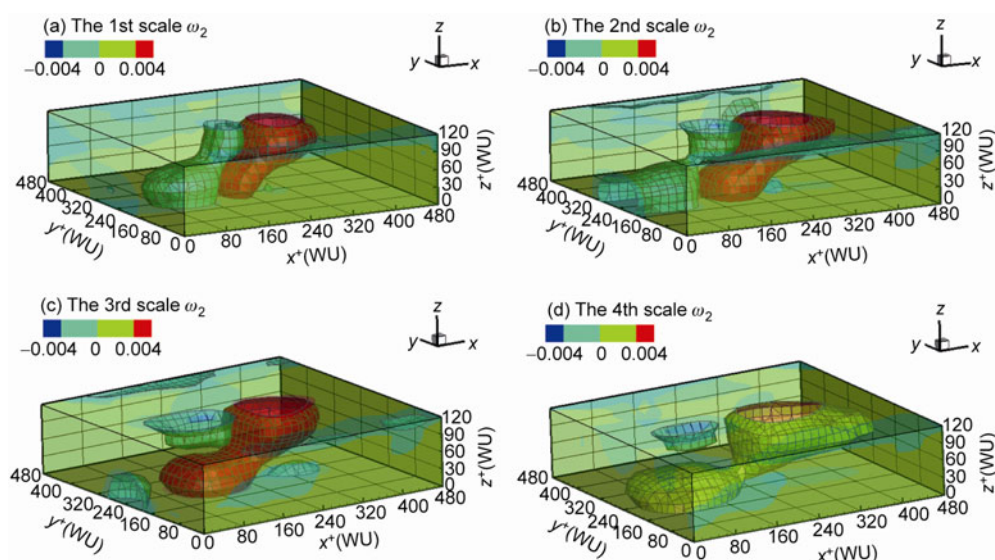 (a) The 1st scale ω₂
−0.004 0 0.004
z
y
x
480
400
320
240
160
80
0
y⁺(WU)
0
80
160
240
320
400
480
x⁺(WU)
120
90
60
30
0
z⁺(WU)
(b) The 2nd scale ω₂
−0.004 0 0.004
z
y
x
480
400
320
240
160
80
0
y⁺(WU)
0
80
160
240
320
400
480
x⁺(WU)
120
90
60
30
0
z⁺(WU)
(c) The 3rd scale ω₂
−0.004 0 0.004
z
y
x
480
400
320
240
160
80
0
y⁺(WU)
0
80
160
240
320
400
480
x⁺(WU)
120
90
60
30
0
z⁺(WU)
(d) The 4th scale ω₂
−0.004 0 0.004
z
y
x
480
400
320
240
160
80
0
y⁺(WU)
0
80
160
240
320
400
480
x⁺(WU)
120
90
60
30
0
z⁺(WU)